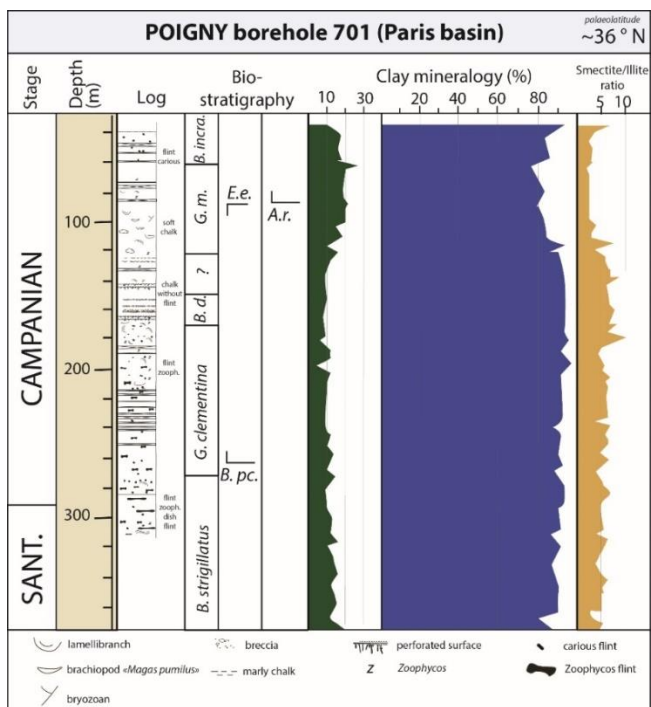 POIGNY borehole 701 (Paris basin)
palaeolatitude
~36° N
Stage
Depth
(m)
Log
Bio-
stratigraphy
Clay mineralogy (%)
Smectite/Illite
ratio
10 30
20 40 60 80
5 10
CAMPANIAN
SANT.
100
200
300
flint
carious
soft
chalk
chalk
without
flint
flint
zooph.
flint
zooph.
dish
flint
B. incra.
G. m.
?
B. d.
G. clementina
B. strigillatus
E.e.
A.r.
B. pc.
lamellibranch
breccia
perforated surface
carious flint
brachiopod «Magas pumilus»
marly chalk
Z Zoophycos
Zoophycos flint
bryozoan